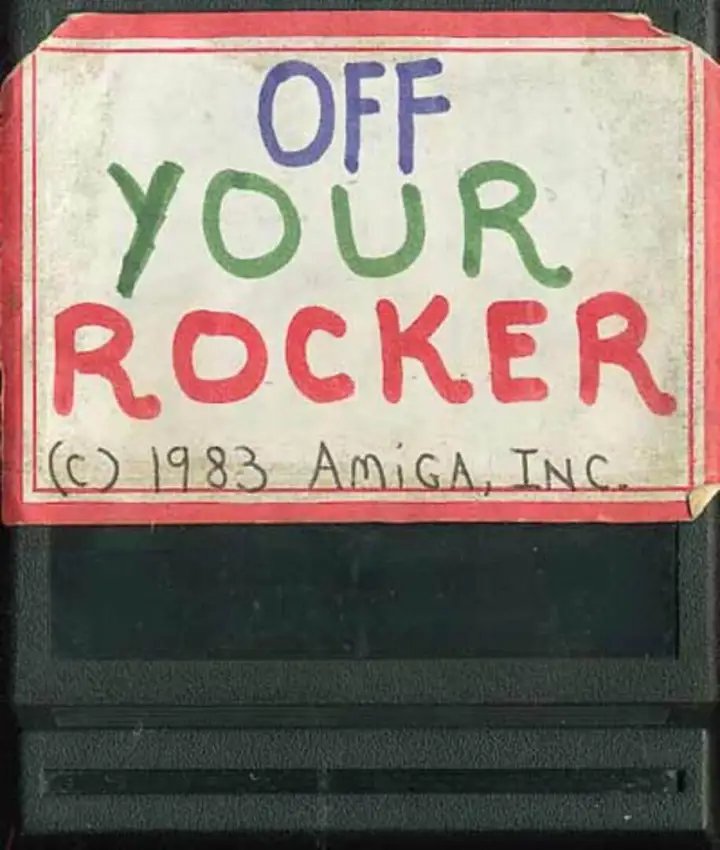 OFF
YOUR
ROCKER
(C) 1983 AMiGA, INC.